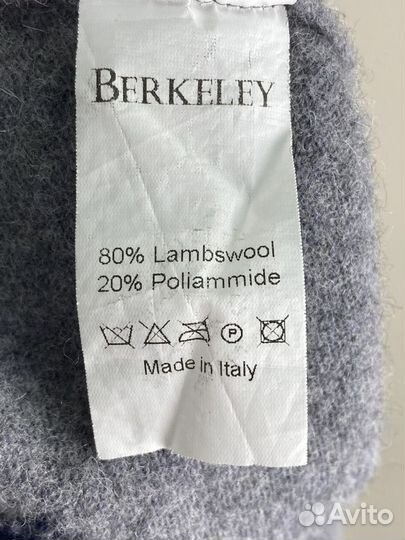 BERKELEY
80% Lambswool
20% Poliammide
P
Made in Italy
Avito